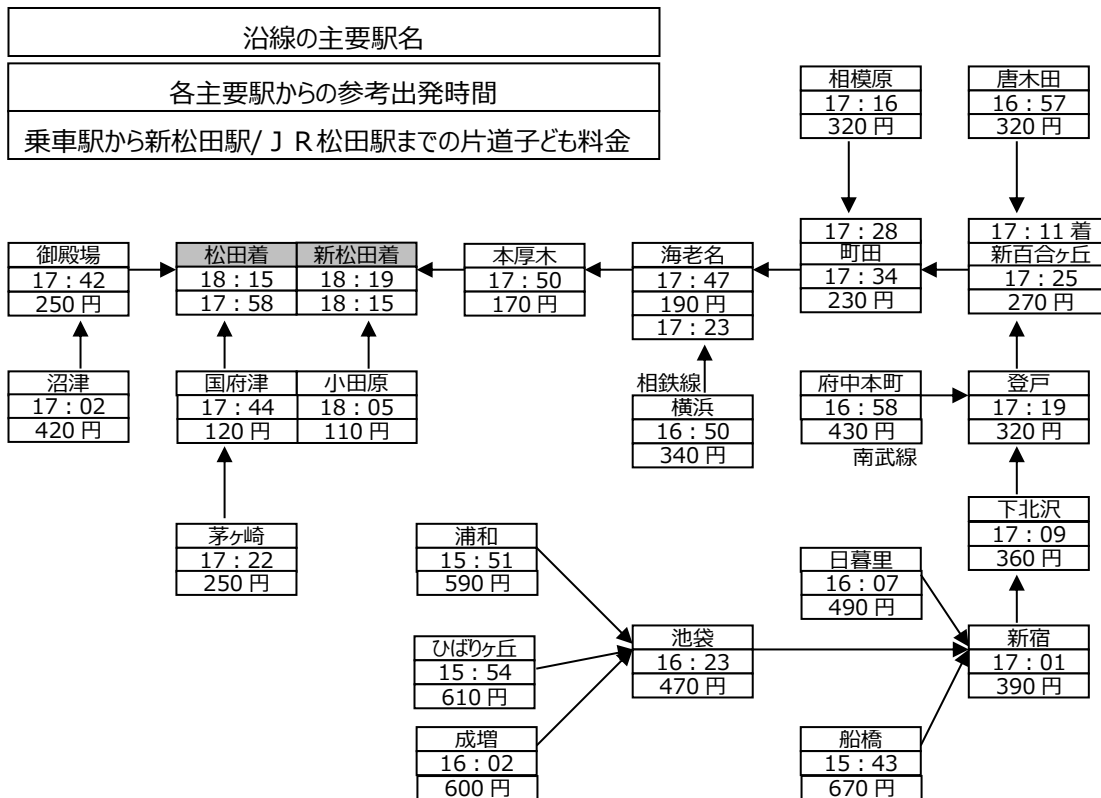 沿線の主要駅名
各主要駅からの参考出発時間
乗車駅から新松田駅/ＪＲ松田駅までの片道子ども料金
相模原
17：16
320 円
唐木田
16：57
320 円
御殿場
17：42
250 円
松田着
18：15
17：58
新松田着
18：19
18：15
本厚木
17：50
170 円
海老名
17：47
190 円
17：23
17：28
町田
17：34
230 円
17：11 着
新百合ヶ丘
17：25
270 円
沼津
17：02
420 円
国府津
17：44
120 円
小田原
18：05
110 円
相鉄線
横浜
16：50
340 円
府中本町
16：58
430 円
南武線
登戸
17：19
320 円
茅ヶ崎
17：22
250 円
浦和
15：51
590 円
日暮里
16：07
490 円
下北沢
17：09
360 円
ひばりヶ丘
15：54
610 円
池袋
16：23
470 円
新宿
17：01
390 円
成増
16：02
600 円
船橋
15：43
670 円